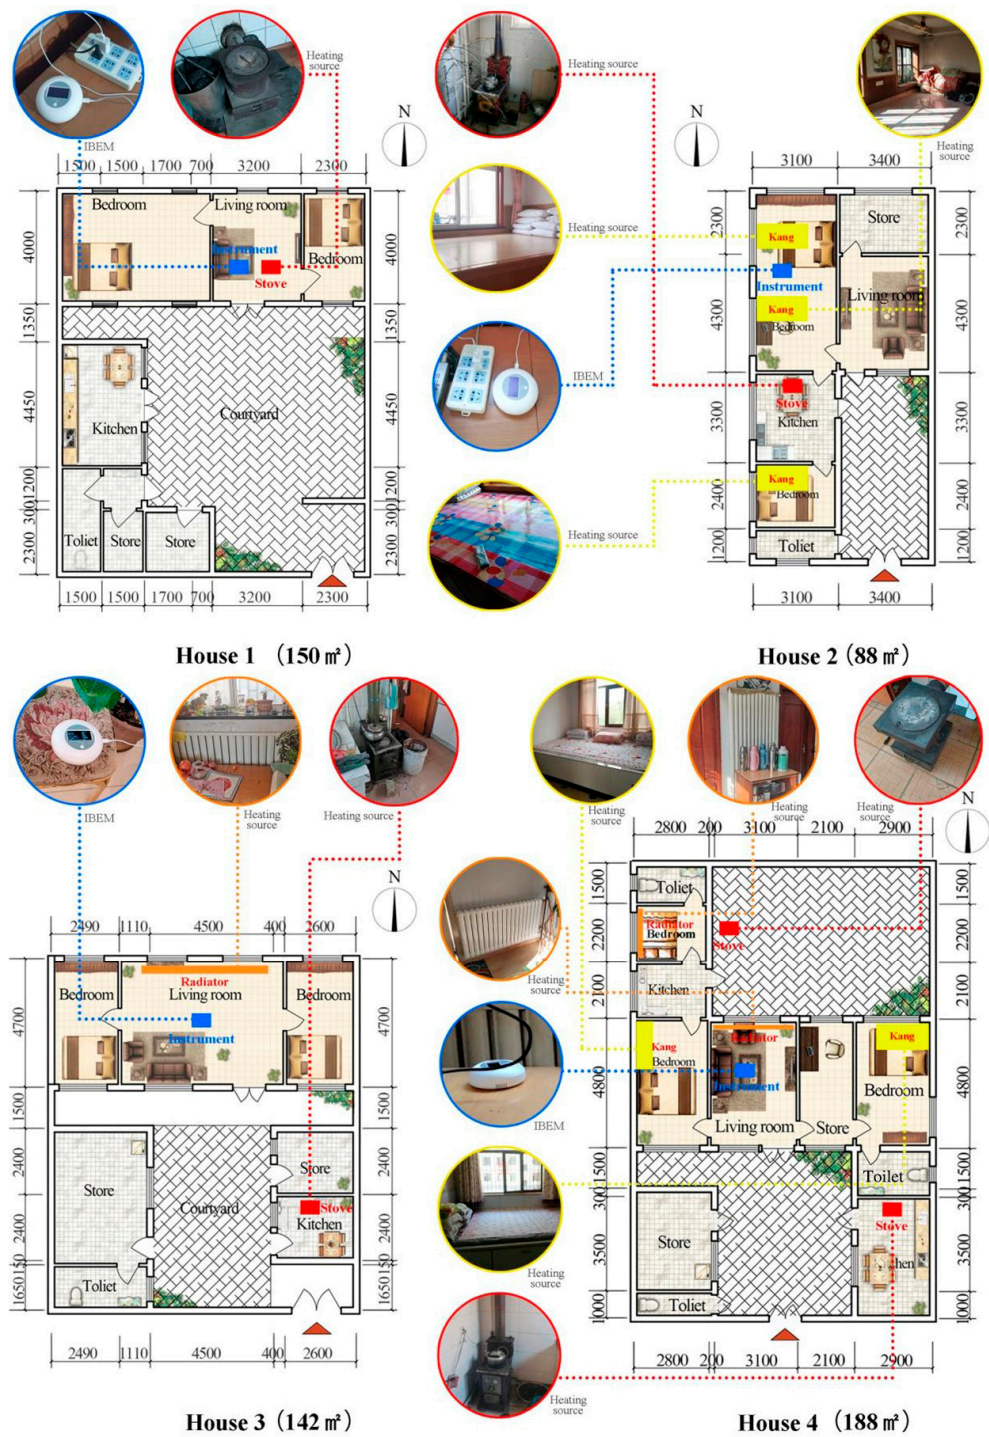 Heating
source
IBEM
N
1500
1500
1700
700
3200
2300
Bedroom
Living room
Instrument
Stove
Bedroom
4000
4000
1350
1350
4450
4450
Kitchen
Courtyard
1200
1200
300
300
2300
2300
Toliet
Store
Store
1500
1500
1700
700
3200
2300
House 1 (150㎡)
Heating source
Heating source
IBEM
Heating source
Heating
source
N
3100
3400
2300
2300
Store
Kang
Instrument
Living room
Kang
Bedroom
4300
4300
Stove
Kitchen
3300
3300
Kang
Bedroom
2400
2400
Toliet
1200
1200
3100
3400
House 2 (88㎡)
IBEM
Heating
source
Heating source
N
2490
1110
4500
400
2600
Radiator
Bedroom
Living room
Bedroom
Instrument
4700
4700
1500
1500
2400
2400
Store
Store
Courtyard
Stove
Kitchen
2400
2400
150
150
1650
1650
Toliet
2490
1110
4500
400
2600
House 3 (142㎡)
Heating
source
Heating
source
Heating
source
N
2800
200
3100
2100
2900
Toliet
1500
1500
Radiator
Bedroom
Stove
2200
2200
Kitchen
2100
2100
Heating
source
IBEM
Kang
Bedroom
Radiator
Instrument
Kang
Bedroom
4800
4800
Living room
Store
Toilet
1500
1500
300
300
Heating
source
Store
Stove
hen
3500
3500
Toliet
1000
1000
2800
200
3100
2100
2900
Heating
source
House 4 (188㎡)